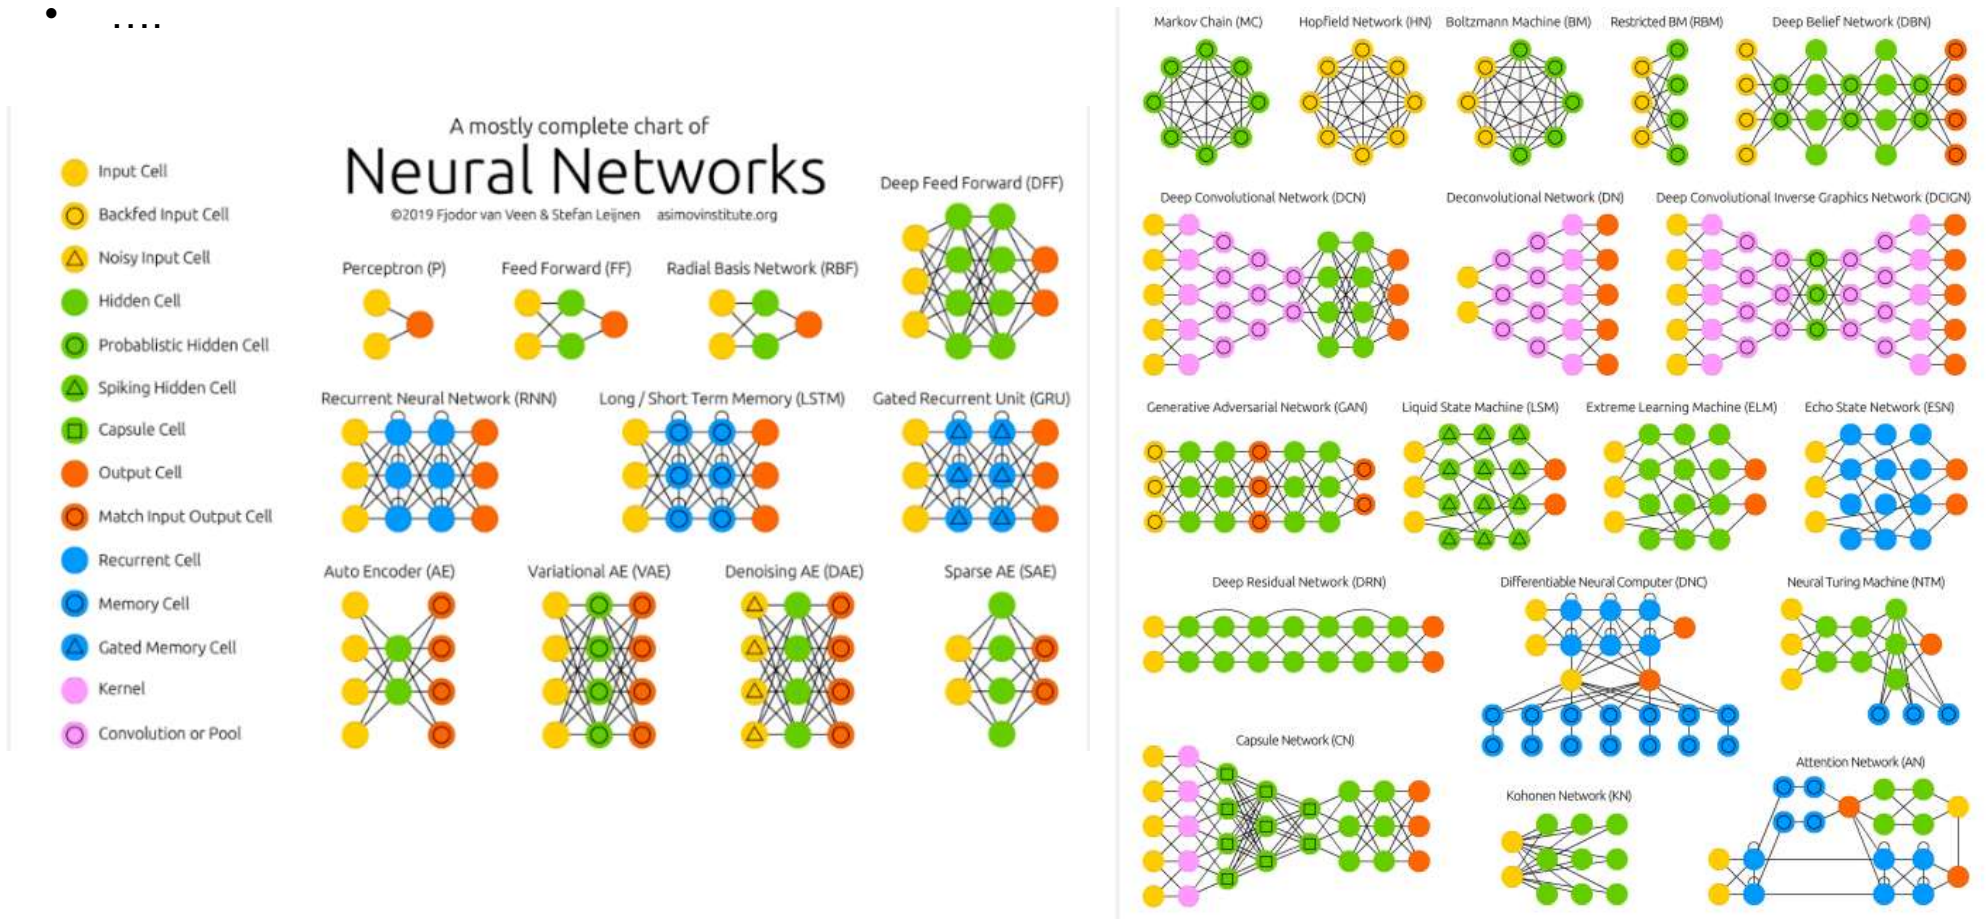 • ....
A mostly complete chart of
Neural Networks
©2019 Fjodor van Veen & Stefan Leijnen asimovinstitute.org
Input Cell
Backfed Input Cell
Noisy Input Cell
Hidden Cell
Probablistic Hidden Cell
Spiking Hidden Cell
Capsule Cell
Output Cell
Match Input Output Cell
Recurrent Cell
Memory Cell
Gated Memory Cell
Kernel
Convolution or Pool
Deep Feed Forward (DFF)
Perceptron (P) Feed Forward (FF) Radial Basis Network (RBF)
Recurrent Neural Network (RNN) Long / Short Term Memory (LSTM) Gated Recurrent Unit (GRU)
Auto Encoder (AE) Variational AE (VAE) Denoising AE (DAE) Sparse AE (SAE)
Markov Chain (MC) Hopfield Network (HN) Boltzmann Machine (BM) Restricted BM (RBM) Deep Belief Network (DBN)
Deep Convolutional Network (DCN) Deconvolutional Network (DN) Deep Convolutional Inverse Graphics Network (DCIGN)
Generative Adversarial Network (GAN) Liquid State Machine (LSM) Extreme Learning Machine (ELM) Echo State Network (ESN)
Deep Residual Network (DRN) Differentiable Neural Computer (DNC) Neural Turing Machine (NTM)
Capsule Network (CN)
Kohonen Network (KN)
Attention Network (AN)